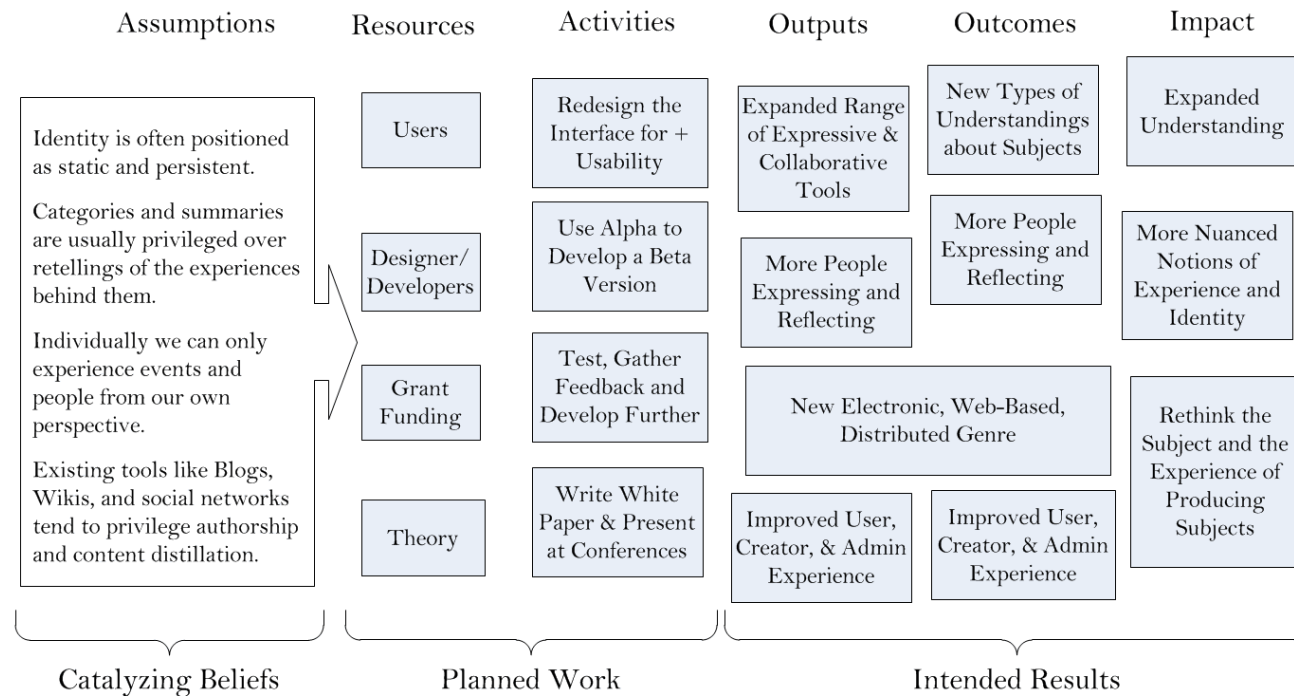 Assumptions
Resources
Activities
Outputs
Outcomes
Impact
Identity is often positioned
as static and persistent.
Categories and summaries
are usually privileged over
retellings of the experiences
behind them.
Individually we can only
experience events and
people from our own
perspective.
Existing tools like Blogs,
Wikis, and social networks
tend to privilege authorship
and content distillation.
Users
Designer/
Developers
Grant
Funding
Theory
Redesign the
Interface for +
Usability
Use Alpha to
Develop a Beta
Version
Test, Gather
Feedback and
Develop Further
Write White
Paper & Present
at Conferences
Expanded Range
of Expressive &
Collaborative
Tools
More People
Expressing and
Reflecting
New Electronic, Web-Based,
Distributed Genre
Improved User,
Creator, & Admin
Experience
New Types of
Understandings
about Subjects
More People
Expressing and
Reflecting
Improved User,
Creator, & Admin
Experience
Expanded
Understanding
More Nuanced
Notions of
Experience and
Identity
Rethink the
Subject and the
Experience of
Producing
Subjects
Catalyzing Beliefs
Planned Work
Intended Results